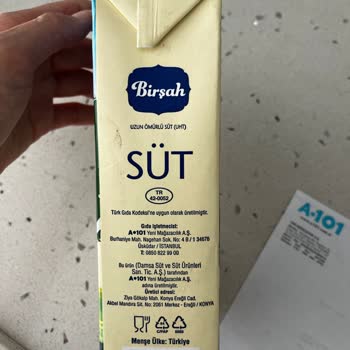 Birşah
UZUN ÖMÜRLÜ SÜT (UHT)
SÜT
TR
42-0052
Türk Gıda Kodeksi'ne uygun olarak üretilmiştir.
Gıda işletmecisi:
A101 Yeni Mağazacılık A.Ş.
Burhaniye Mah. Nagehan Sok. No: 4 B / 1 34676
Üsküdar / İSTANBUL
T: 0850 822 99 00
Bu ürün (Damsa Süt ve Süt Ürünleri
San. Tic. A.Ş.) tarafından
A101 Yeni Mağazacılık A.Ş.
adına üretilmiştir.
Üretici adresi:
Ziya Gökalp Mah. Konya Ereğli Cad.
Akbel Mandıra Sit. No: 2061 Merkez - Ereğli / KONYA
C/PAP
Menşe Ülke: Türkiye
A-101